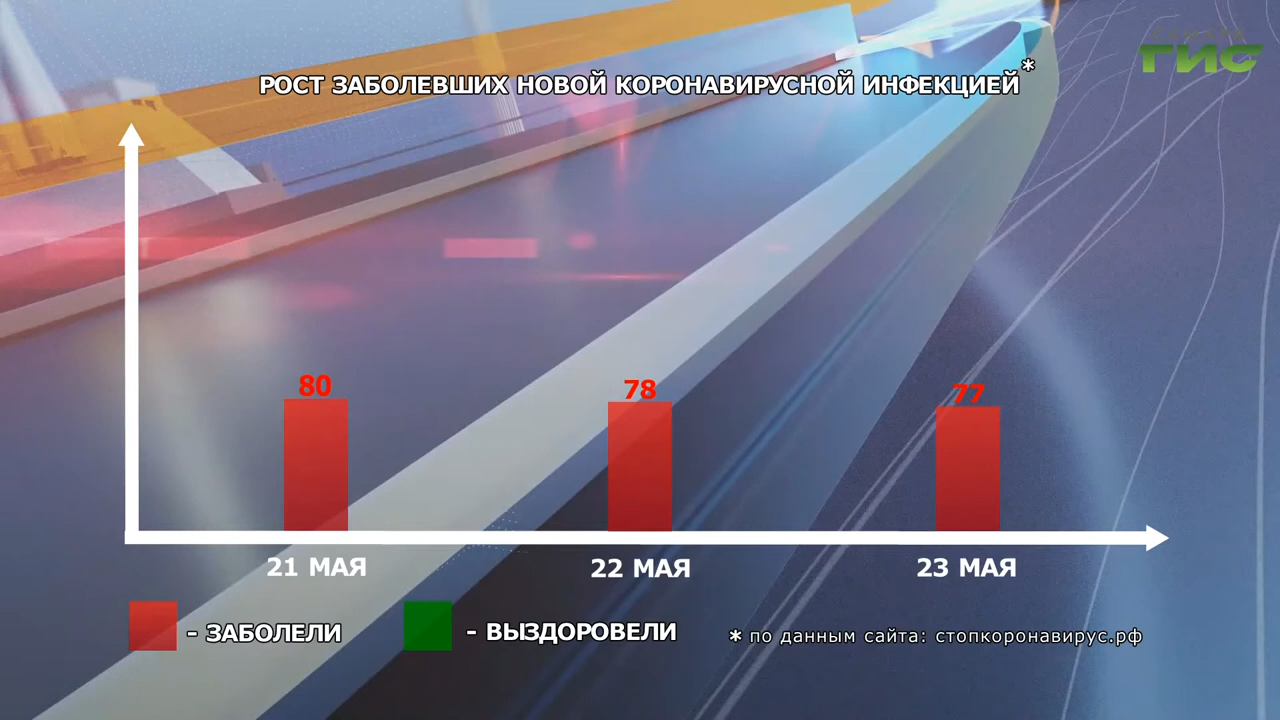 САМАРА
ГИС
РОСТ ЗАБОЛЕВШИХ НОВОЙ КОРОНАВИРУСНОЙ ИНФЕКЦИЕЙ*
80
78
77
21 МАЯ
22 МАЯ
23 МАЯ
- ЗАБОЛЕЛИ
- ВЫЗДОРОВЕЛИ
* по данным сайта: стопкоронавирус.рф